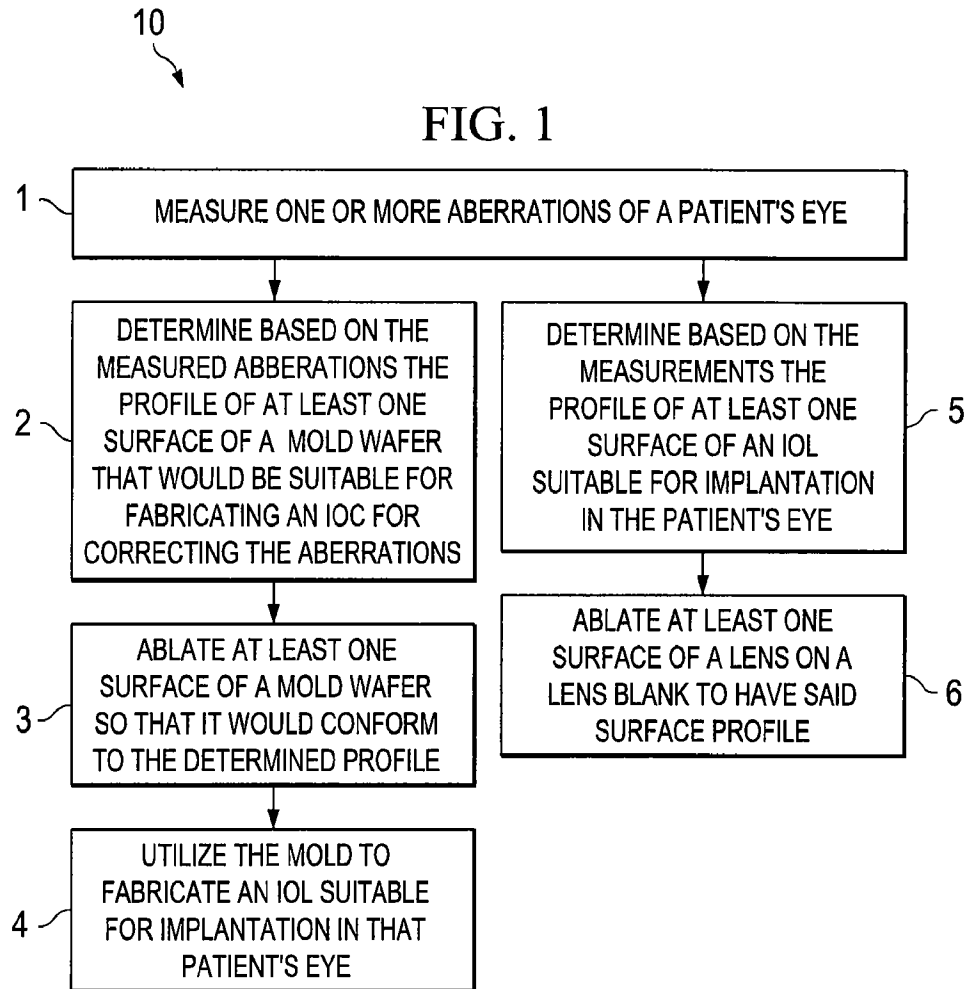 10
FIG. 1
1
MEASURE ONE OR MORE ABERRATIONS OF A PATIENT'S EYE
2
DETERMINE BASED ON THE
MEASURED ABBERATIONS THE
PROFILE OF AT LEAST ONE
SURFACE OF A MOLD WAFER
THAT WOULD BE SUITABLE FOR
FABRICATING AN IOC FOR
CORRECTING THE ABERRATIONS
DETERMINE BASED ON THE
MEASUREMENTS THE
PROFILE OF AT LEAST ONE
SURFACE OF AN IOL
SUITABLE FOR IMPLANTATION
IN THE PATIENT'S EYE
5
3
ABLATE AT LEAST ONE
SURFACE OF A MOLD WAFER
SO THAT IT WOULD CONFORM
TO THE DETERMINED PROFILE
ABLATE AT LEAST ONE
SURFACE OF A LENS ON A
LENS BLANK TO HAVE SAID
SURFACE PROFILE
6
4
UTILIZE THE MOLD TO
FABRICATE AN IOL SUITABLE
FOR IMPLANTATION IN THAT
PATIENT'S EYE